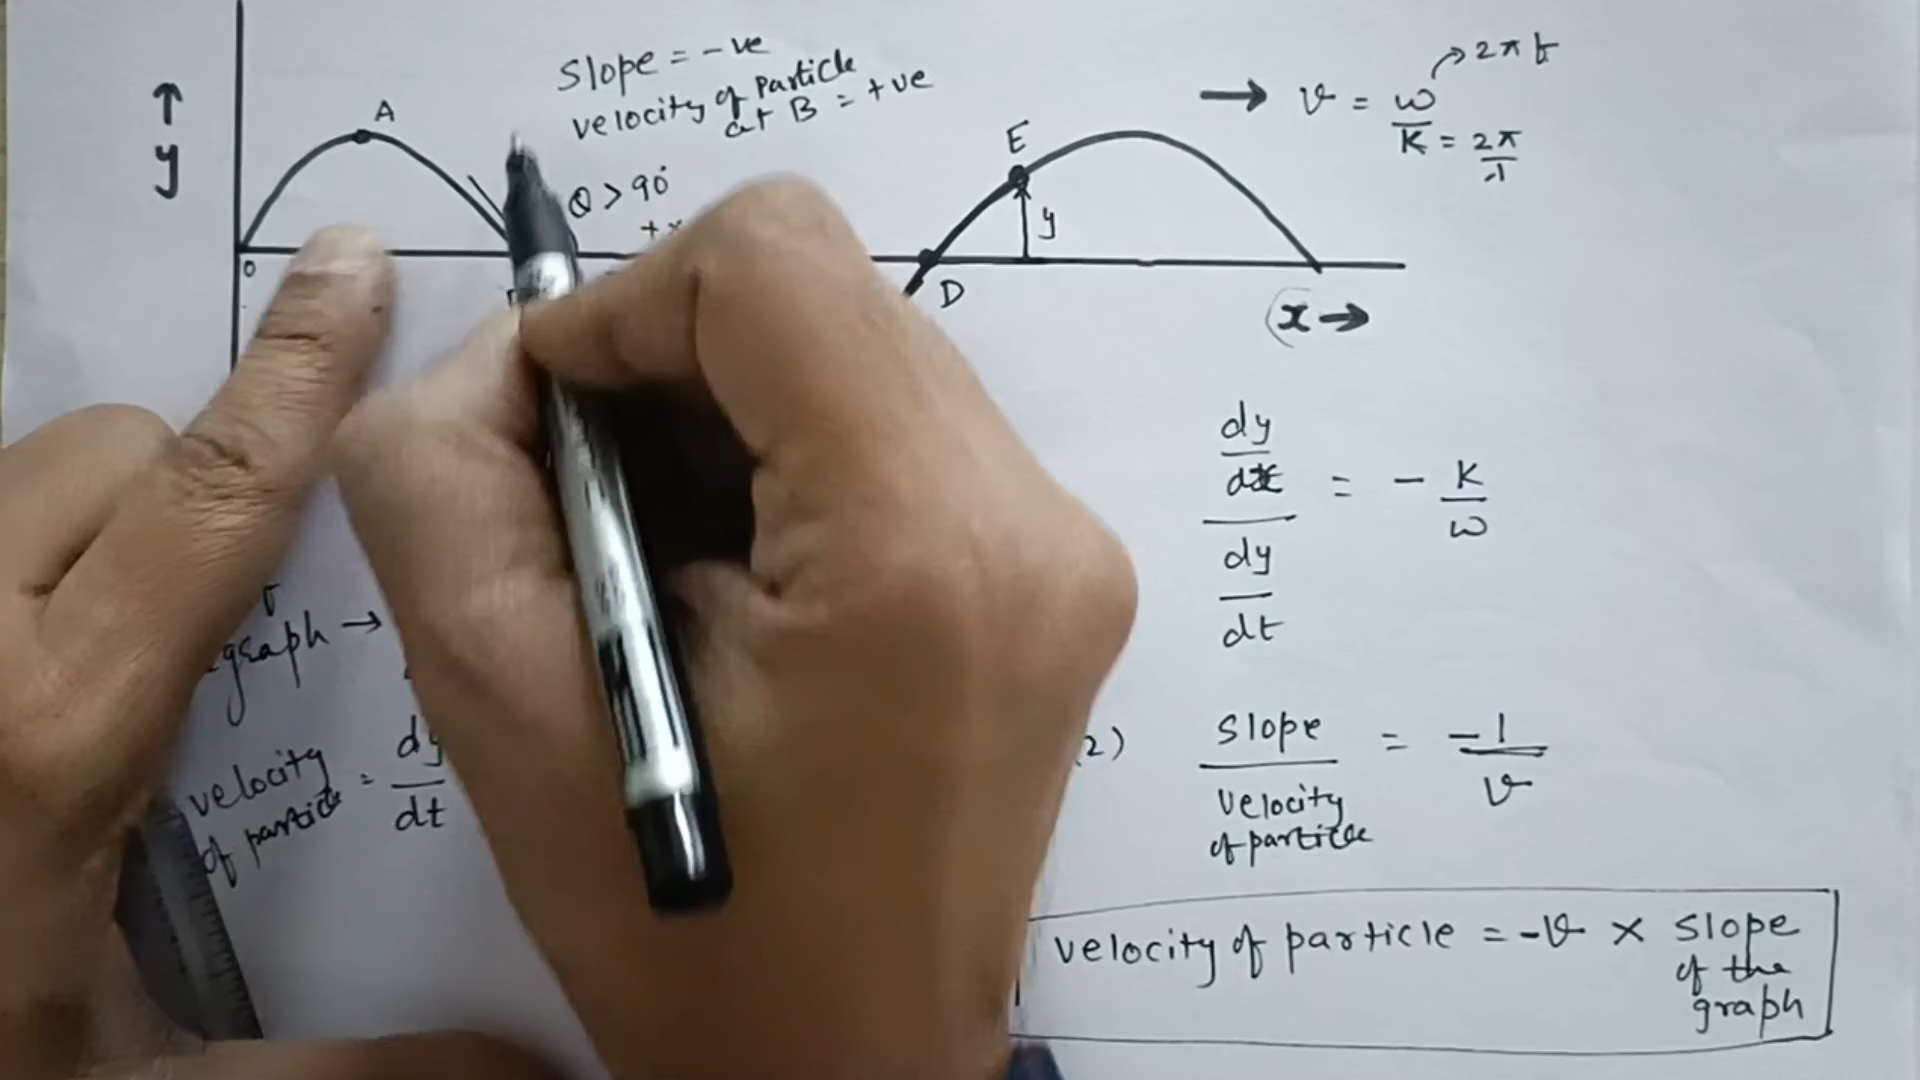 ↑
y
A
Slope = -ve
velocity of particle
at B = +ve
θ > 90°
+x
O
E
y
D
x →
→ v = ω → 2πf
K = 2π
λ
dy
dx
dy
dt
= - K
ω
graph →
velocity
of particle
= dy
dt
(2)
Slope
velocity
of particle
= -1
v
velocity of particle = -v × slope
of the
graph